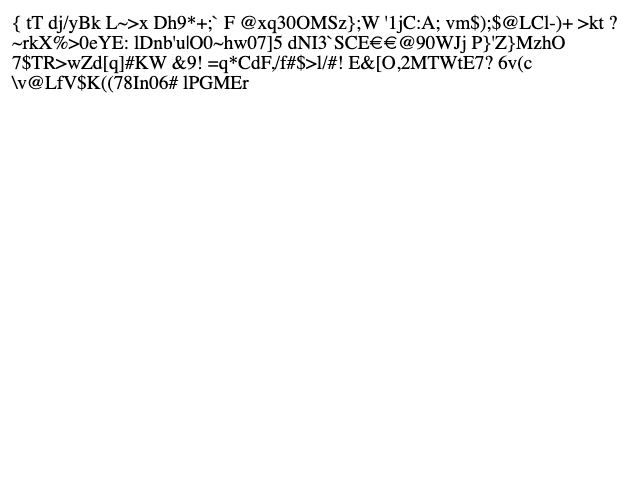 { tT dj/yBk L~>x Dh9*+;` F @xq30OMSz};W '1jC:A; vm$);$@LCl-)+ >kt ?
~rkX%>0eYE: lDnb'u|O0~hw07]5 dNI3`SCE€€@90WJj P}'Z}MzhO
7$TR>wZd[q]#KW &9! =q*CdF,/f#$>l/#! E&[O,2MTWtE7? 6v(c
\v@LfV$K((78In06# lPGMEr